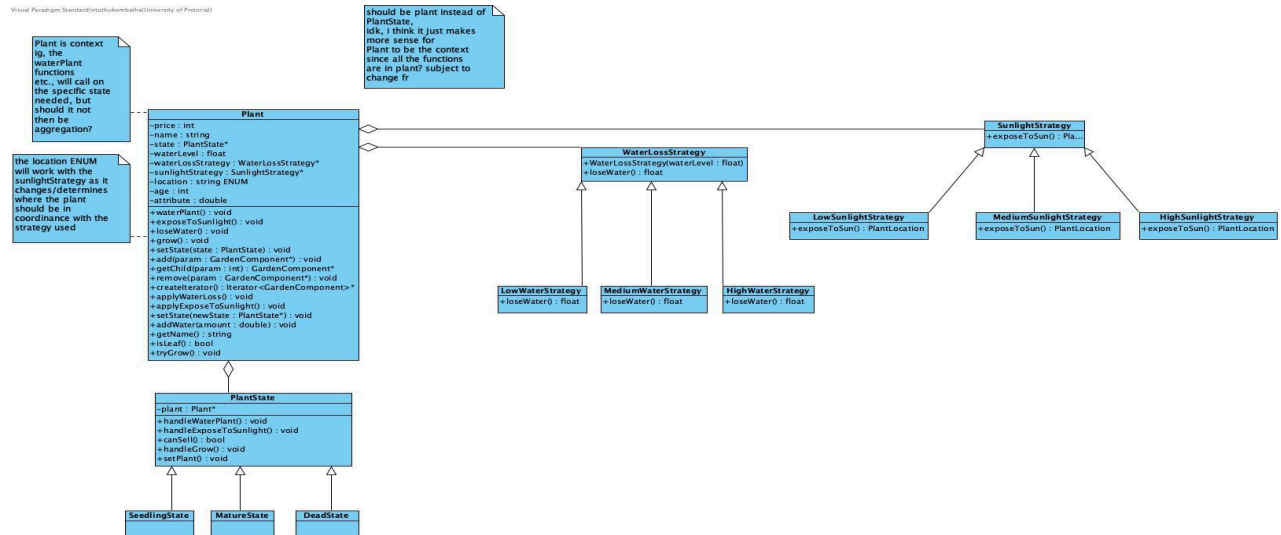 Visual Paradigm Standard(ntuthukombatha(University of Pretoria))
should be plant instead of
PlantState,
idk, i think it just makes
more sense for
Plant to be the context
since all the functions
are in plant? subject to
change fr
Plant is context
ig, the
waterPlant
functions
etc., will call on
the specific state
needed, but
should it not
then be
aggregation?
the location ENUM
will work with the
sunlightStrategy as it
changes/determines
where the plant
should be in
coordinance with the
strategy used
Plant
-price : int
-name : string
-state : PlantState*
-waterLevel : float
-waterLossStrategy : WaterLossStrategy*
-sunlightStrategy : SunlightStrategy*
-location : string ENUM
-age : int
-attribute : double
+waterPlant() : void
+exposeToSunlight() : void
+loseWater() : void
+grow() : void
+setState(state : PlantState) : void
+add(param : GardenComponent*) : void
+getChild(param : int) : GardenComponent*
+remove(param : GardenComponent*) : void
+createIterator() : Iterator<GardenComponent>*
+applyWaterLoss() : void
+applyExposeToSunlight() : void
+setState(newState : PlantState*) : void
+addWater(amount : double) : void
+getName() : string
+isLeaf() : bool
+tryGrow() : void
WaterLossStrategy
+WaterLossStrategy(waterLevel : float)
+loseWater() : float
SunlightStrategy
+exposeToSun() : Pla...
LowSunlightStrategy
+exposeToSun() : PlantLocation
MediumSunlightStrategy
+exposeToSun() : PlantLocation
HighSunlightStrategy
+exposeToSun() : PlantLocation
LowWaterStrategy
+loseWater() : float
MediumWaterStrategy
+loseWater() : float
HighWaterStrategy
+loseWater() : float
PlantState
-plant : Plant*
+handleWaterPlant() : void
+handleExposeToSunlight() : void
+canSell() : bool
+handleGrow() : void
+setPlant() : void
SeedlingState
MatureState
DeadState